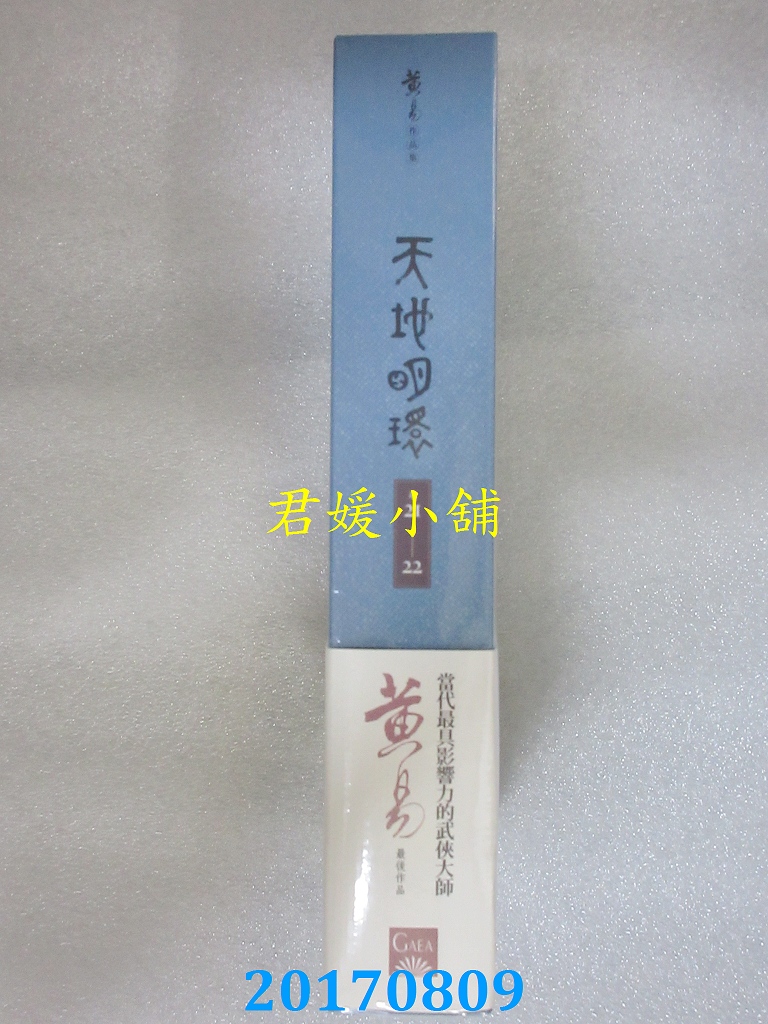 黃易作品集
天地明環
21
22
君媛小舖
當代最具影響力的武俠大師
黃易
最後作品
GAEA
20170809